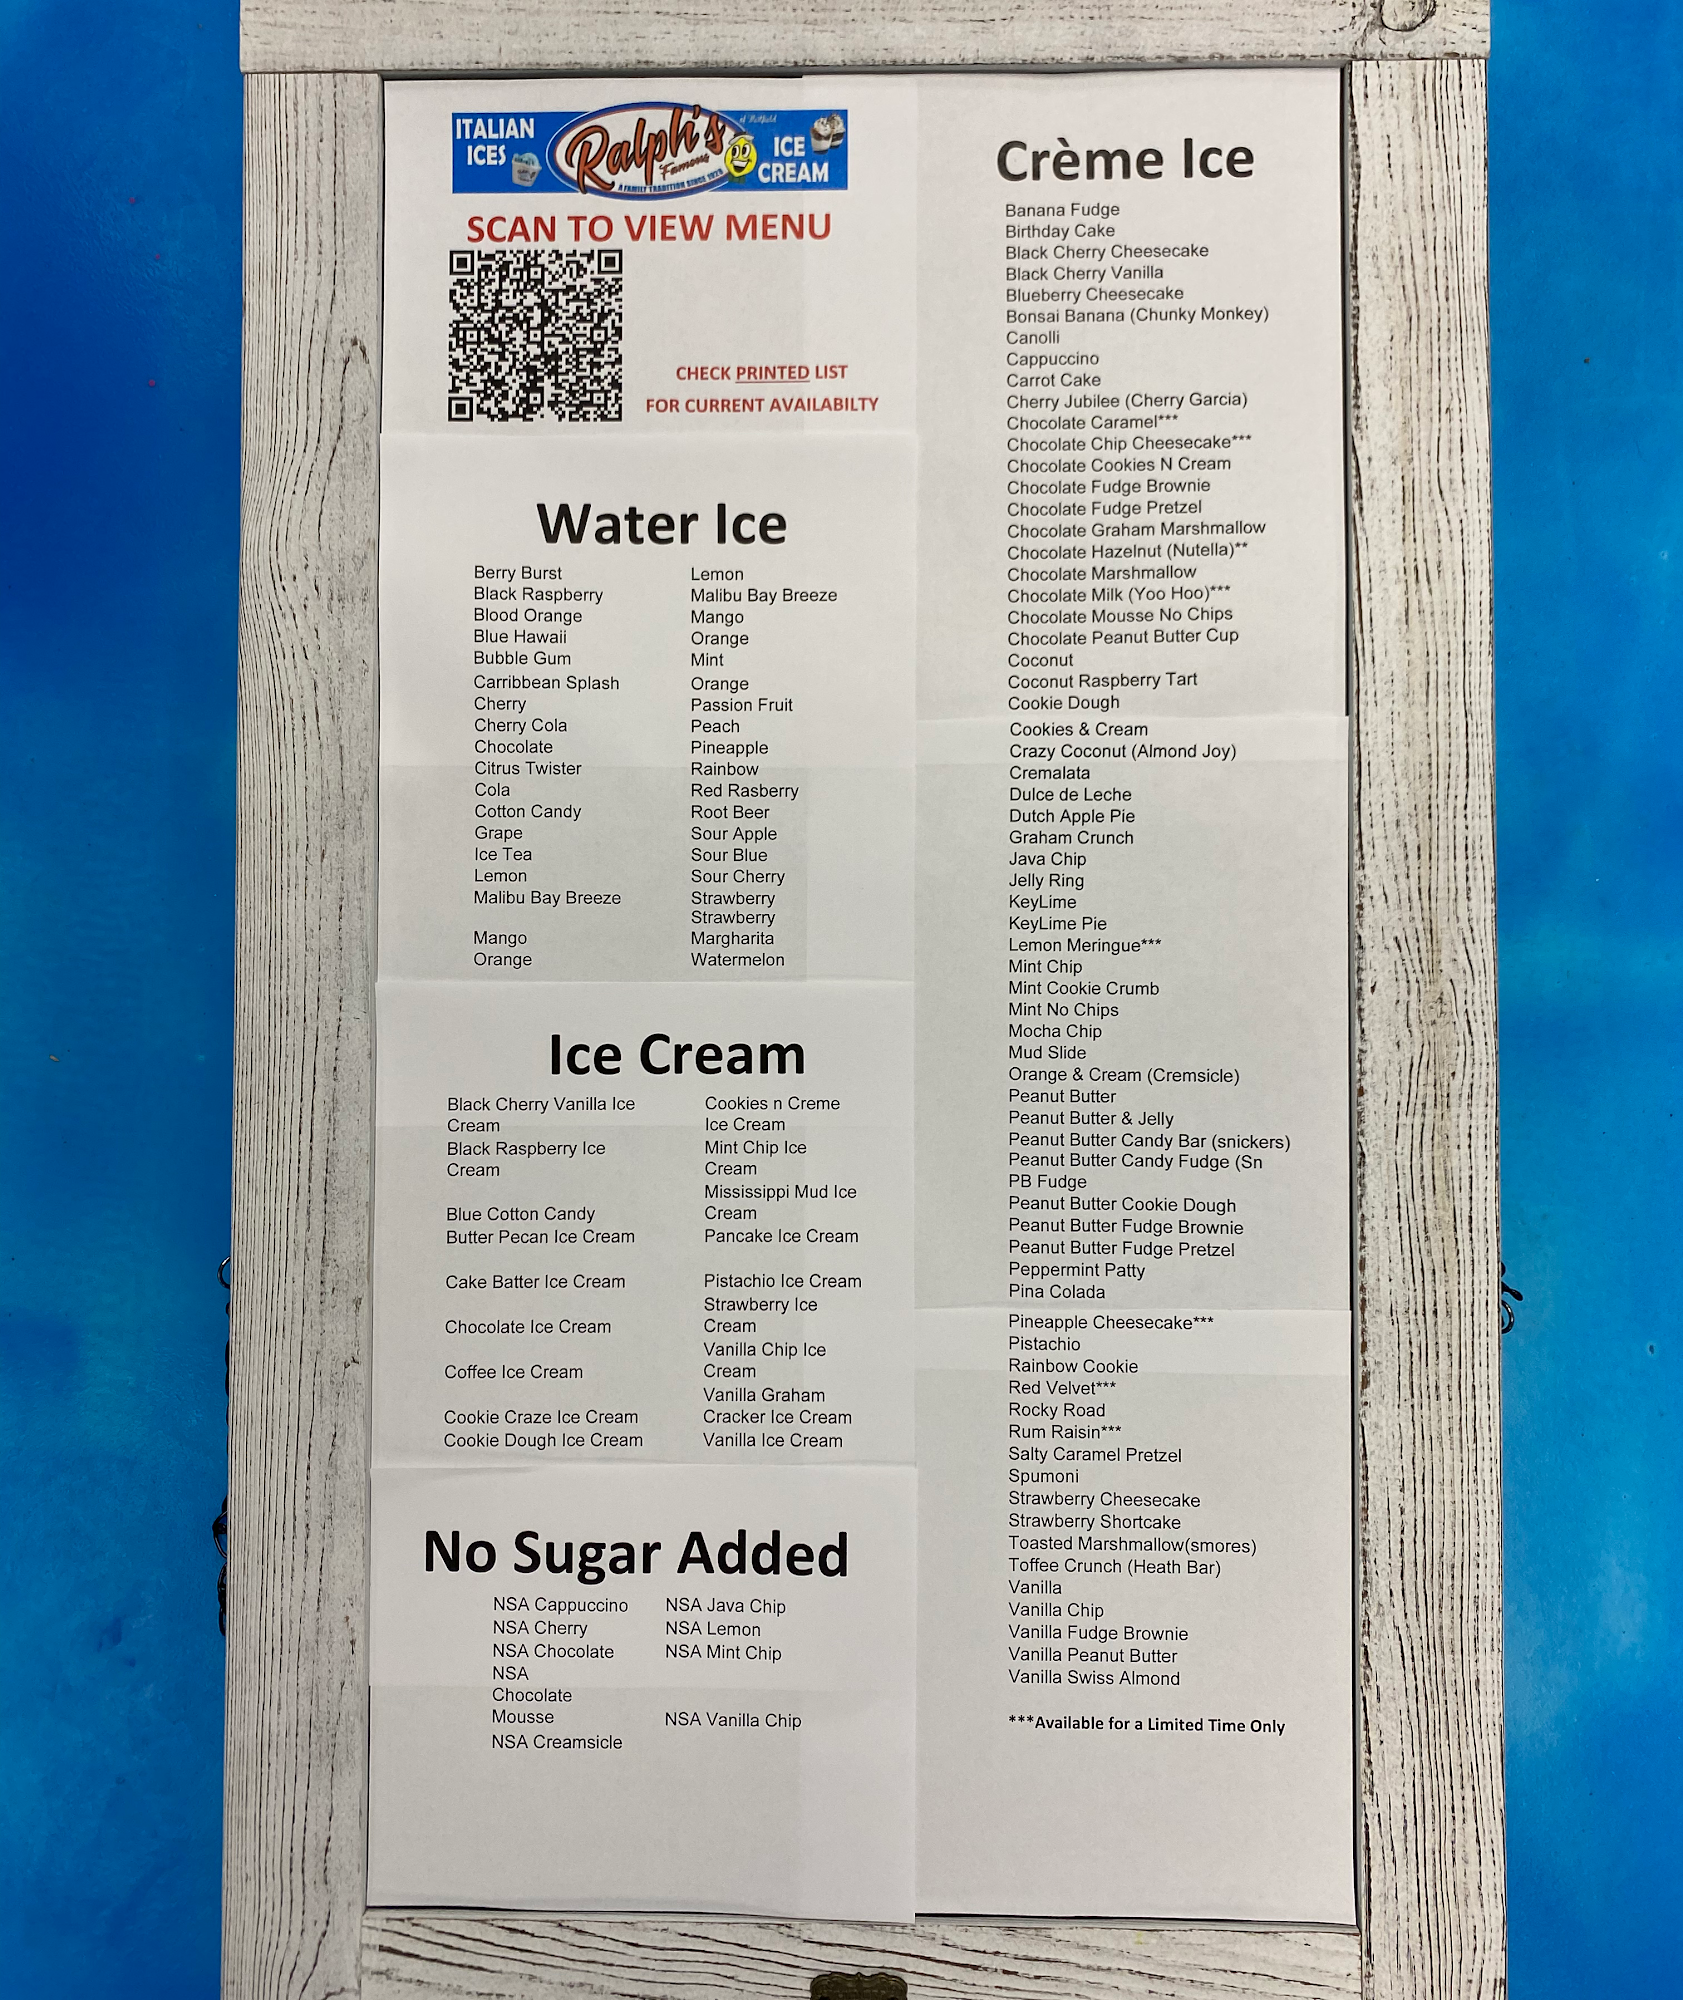 ITALIAN
ICES
Ralph's
Famous
A FAMILY TRADITION SINCE 1928
ICE
CREAM
SCAN TO VIEW MENU
CHECK PRINTED LIST
FOR CURRENT AVAILABILTY
Water Ice
Berry Burst
Black Raspberry
Blood Orange
Blue Hawaii
Bubble Gum
Carribbean Splash
Cherry
Cherry Cola
Chocolate
Citrus Twister
Cola
Cotton Candy
Grape
Ice Tea
Lemon
Malibu Bay Breeze
Mango
Orange
Lemon
Malibu Bay Breeze
Mango
Orange
Mint
Orange
Passion Fruit
Peach
Pineapple
Rainbow
Red Rasberry
Root Beer
Sour Apple
Sour Blue
Sour Cherry
Strawberry
Strawberry
Margharita
Watermelon
Ice Cream
Black Cherry Vanilla Ice
Cream
Black Raspberry Ice
Cream
Blue Cotton Candy
Butter Pecan Ice Cream
Cake Batter Ice Cream
Chocolate Ice Cream
Coffee Ice Cream
Cookie Craze Ice Cream
Cookie Dough Ice Cream
Cookies n Creme
Ice Cream
Mint Chip Ice
Cream
Mississippi Mud Ice
Cream
Pancake Ice Cream
Pistachio Ice Cream
Strawberry Ice
Cream
Vanilla Chip Ice
Cream
Vanilla Graham
Cracker Ice Cream
Vanilla Ice Cream
No Sugar Added
NSA Cappuccino
NSA Cherry
NSA Chocolate
NSA
Chocolate
Mousse
NSA Creamsicle
NSA Java Chip
NSA Lemon
NSA Mint Chip
NSA Vanilla Chip
Crème Ice
Banana Fudge
Birthday Cake
Black Cherry Cheesecake
Black Cherry Vanilla
Blueberry Cheesecake
Bonsai Banana (Chunky Monkey)
Canolli
Cappuccino
Carrot Cake
Cherry Jubilee (Cherry Garcia)
Chocolate Caramel***
Chocolate Chip Cheesecake***
Chocolate Cookies N Cream
Chocolate Fudge Brownie
Chocolate Fudge Pretzel
Chocolate Graham Marshmallow
Chocolate Hazelnut (Nutella)**
Chocolate Marshmallow
Chocolate Milk (Yoo Hoo)***
Chocolate Mousse No Chips
Chocolate Peanut Butter Cup
Coconut
Coconut Raspberry Tart
Cookie Dough
Cookies & Cream
Crazy Coconut (Almond Joy)
Cremalata
Dulce de Leche
Dutch Apple Pie
Graham Crunch
Java Chip
Jelly Ring
KeyLime
KeyLime Pie
Lemon Meringue***
Mint Chip
Mint Cookie Crumb
Mint No Chips
Mocha Chip
Mud Slide
Orange & Cream (Cremsicle)
Peanut Butter
Peanut Butter & Jelly
Peanut Butter Candy Bar (snickers)
Peanut Butter Candy Fudge (Sn
PB Fudge
Peanut Butter Cookie Dough
Peanut Butter Fudge Brownie
Peanut Butter Fudge Pretzel
Peppermint Patty
Pina Colada
Pineapple Cheesecake***
Pistachio
Rainbow Cookie
Red Velvet***
Rocky Road
Rum Raisin***
Salty Caramel Pretzel
Spumoni
Strawberry Cheesecake
Strawberry Shortcake
Toasted Marshmallow(smores)
Toffee Crunch (Heath Bar)
Vanilla
Vanilla Chip
Vanilla Fudge Brownie
Vanilla Peanut Butter
Vanilla Swiss Almond
***Available for a Limited Time Only